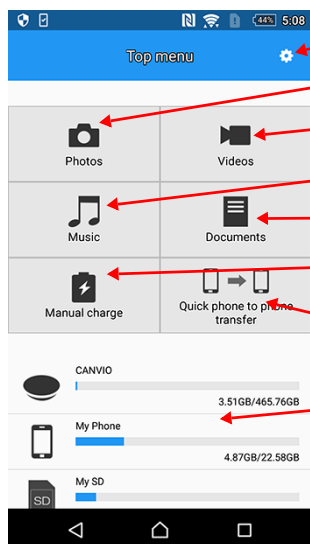 44% 5:08
Top menu
Photos
Videos
Music
Documents
Manual charge
Quick phone to phone
transfer
CANVIO
3.51GB/465.76GB
My Phone
4.87GB/22.58GB
My SD
SD